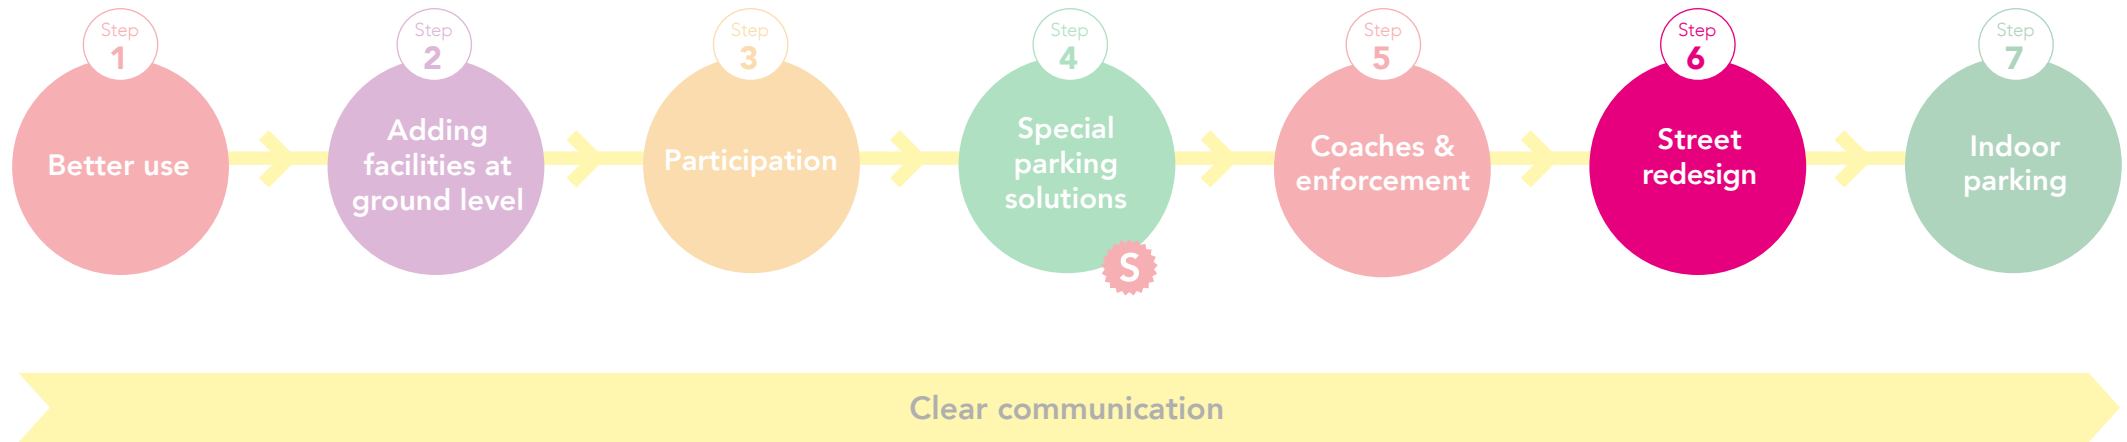 Step
1
Better use
Step
2
Adding
facilities at
ground level
Step
3
Participation
Step
4
Special
parking
solutions
S
Step
5
Coaches &
enforcement
Step
6
Street
redesign
Step
7
Indoor
parking
Clear communication